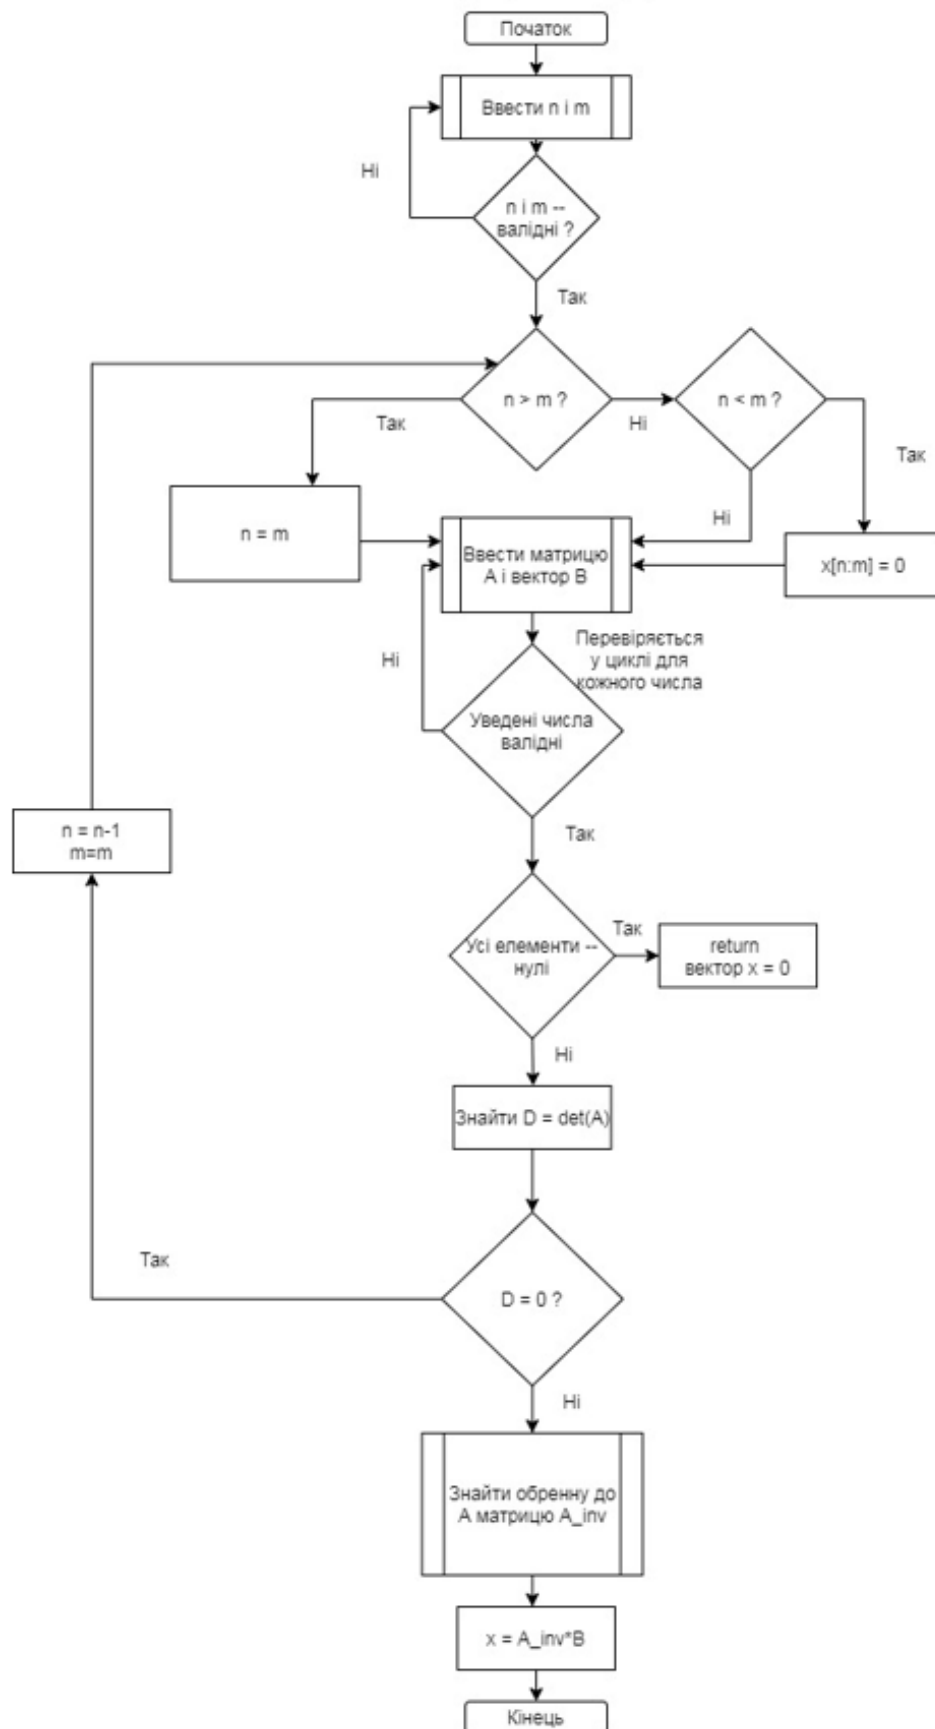 Початок
Ввести n і m
Ні
n і m --
валідні ?
Так
n > m ?
n < m ?
Так
Ні
Так
n = m
Ні
Ввести матрицю
А і вектор В
x[n:m] = 0
Ні
Перевіряється
у циклі для
кожного числа
Уведені числа
валідні
n = n-1
m=m
Так
Усі елементи --
нулі
Так
return
вектор x = 0
Ні
Знайти D = det(A)
Так
D = 0 ?
Ні
Знайти обренну до
А матрицю A_inv
x = A_inv*B
Кінець